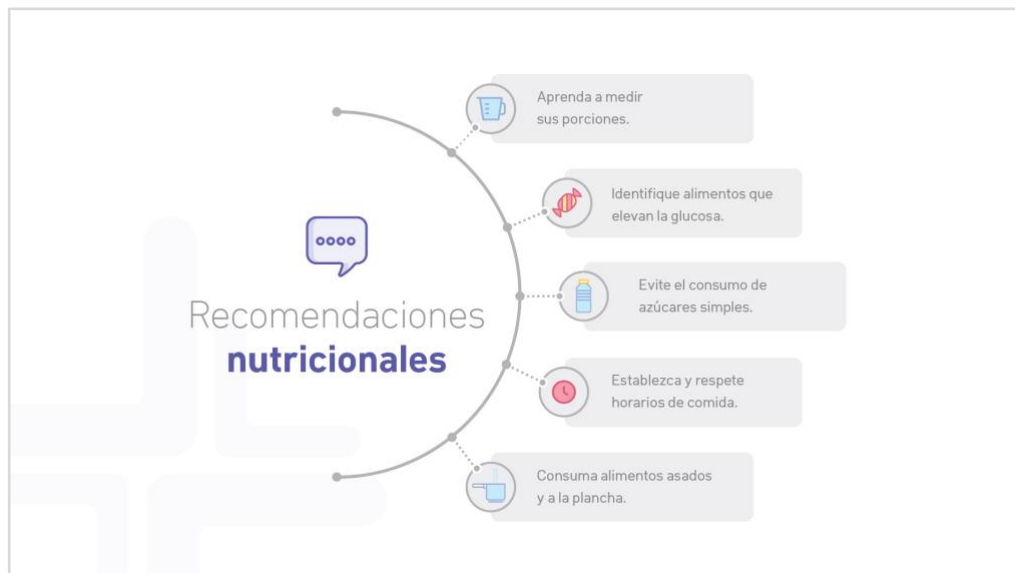 Recomendaciones
nutricionales
Aprenda a medir
sus porciones.
Identifique alimentos que
elevan la glucosa.
Evite el consumo de
azúcares simples.
Establezca y respete
horarios de comida.
Consuma alimentos asados
y a la plancha.